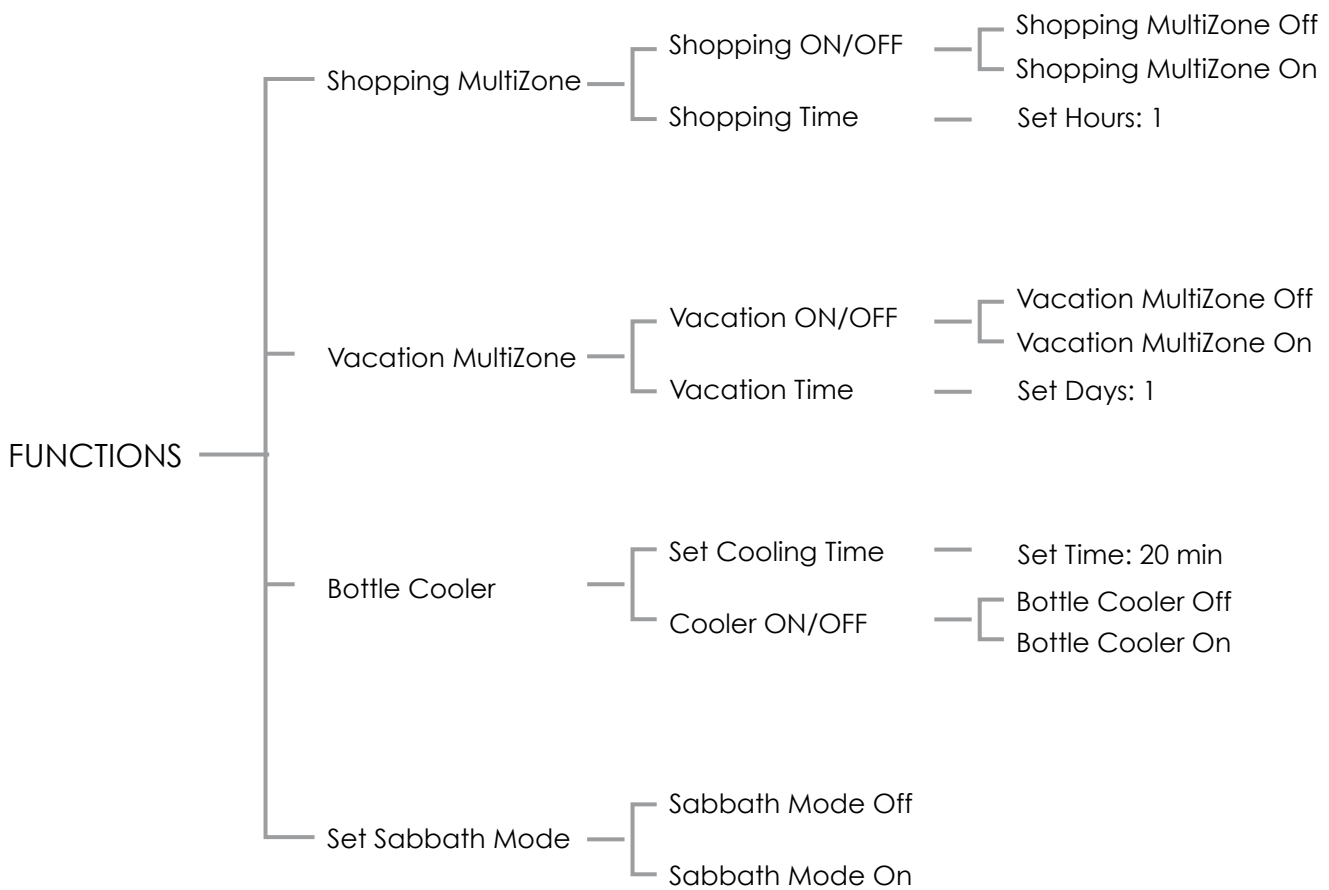 FUNCTIONS
Shopping MultiZone
Shopping ON/OFF
Shopping MultiZone Off
Shopping MultiZone On
Shopping Time
Set Hours: 1
Vacation MultiZone
Vacation ON/OFF
Vacation MultiZone Off
Vacation MultiZone On
Vacation Time
Set Days: 1
Bottle Cooler
Set Cooling Time
Set Time: 20 min
Cooler ON/OFF
Bottle Cooler Off
Bottle Cooler On
Set Sabbath Mode
Sabbath Mode Off
Sabbath Mode On